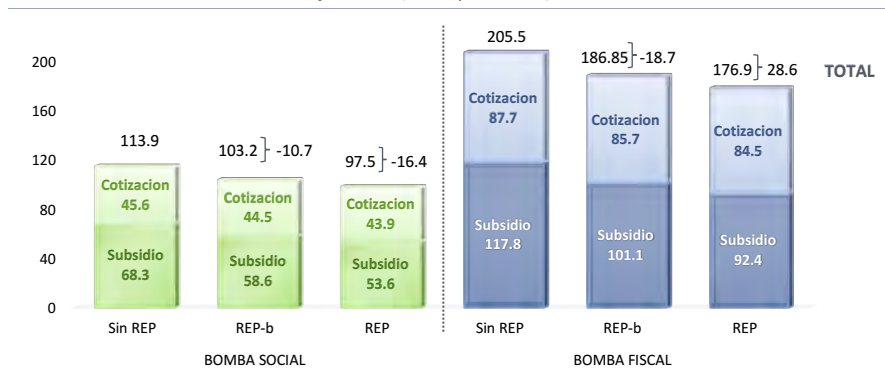 205.5
186.85 -18.7
176.9 28.6
TOTAL
200
160
120
80
40
0
Cotizacion
87.7
Cotizacion
85.7
Cotizacion
84.5
113.9
103.2 -10.7
97.5 -16.4
Cotizacion
45.6
Cotizacion
44.5
Cotizacion
43.9
Subsidio
68.3
Subsidio
58.6
Subsidio
53.6
Subsidio
117.8
Subsidio
101.1
Subsidio
92.4
Sin REP REP-b REP Sin REP REP-b REP
BOMBA SOCIAL BOMBA FISCAL